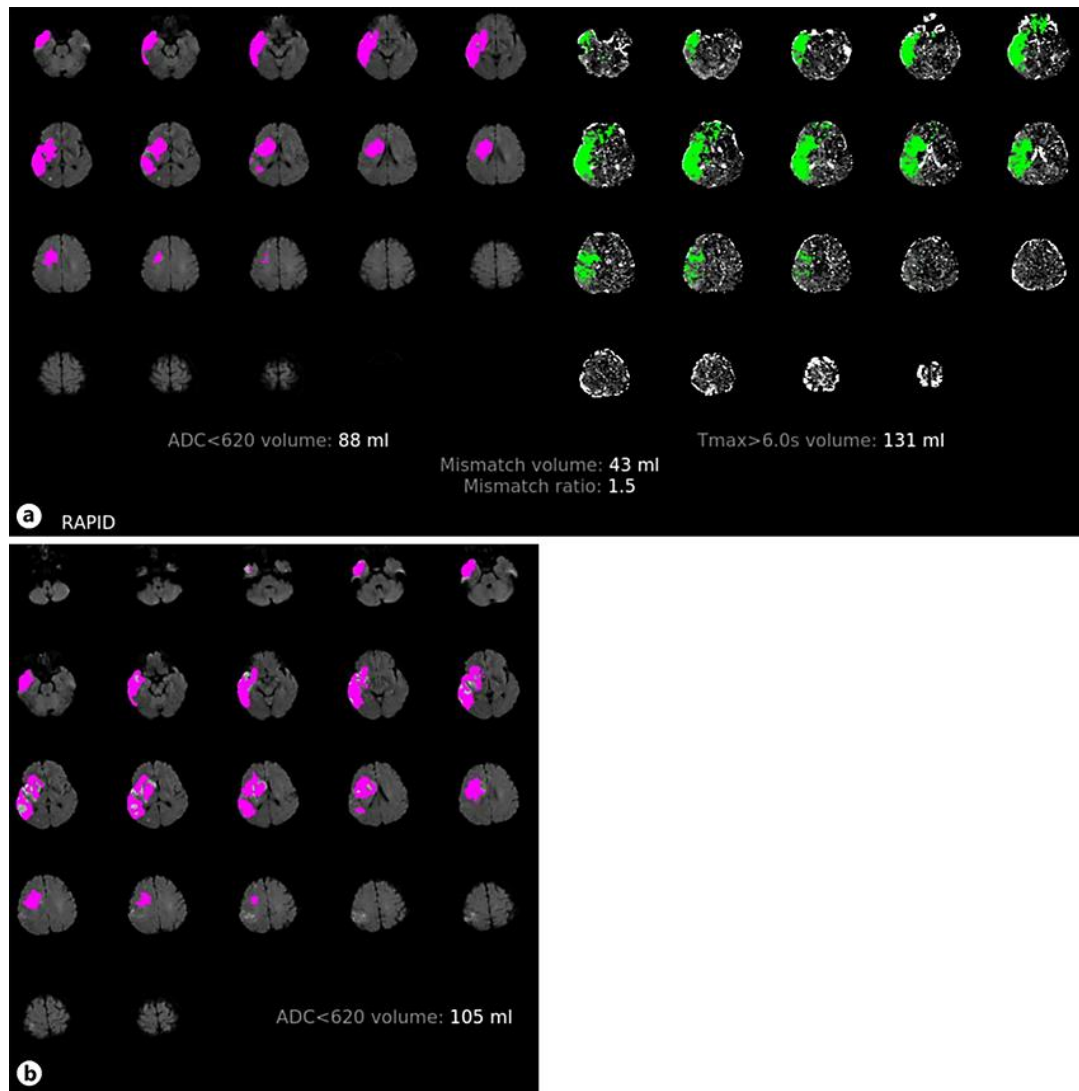 ADC<620 volume: 88 ml
Tmax>6.0s volume: 131 ml
Mismatch volume: 43 ml
Mismatch ratio: 1.5
a
RAPID
ADC<620 volume: 105 ml
b